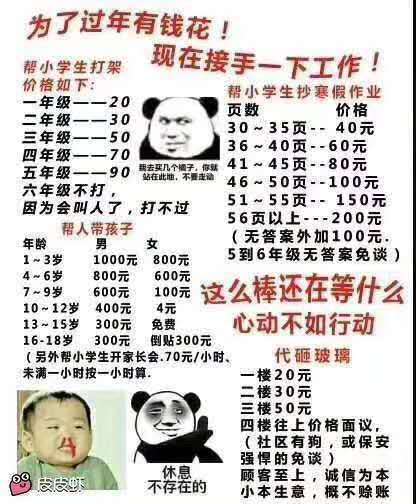 为了过年有钱花！
现在接手一下工作！
帮小学生打架
价格如下:
一年级——20
二年级——30
三年级——50
四年级——70
五年级——90
六年级不打，
因为会叫人了，打不过
我去买几个橘子，你就
站在此地，不要走动
帮小学生抄寒假作业
页数 价格
30～35页-- 40元
36～40页--60元
41～45页--80元
46～50页--100元
51～55页-- 150元
56页以上---200元
（无答案外加100元.
5到6年级无答案免谈）
帮人带孩子
年龄 男 女
1～3岁 1000元 800元
4～6岁 800元 600元
7～9岁 600元 100元
10～12岁 400元 4元
13～15岁 300元 免费
16-18岁 300元 倒贴300元
（另外帮小学生开家长会.70元/小时、
未满一小时按一小时算.
这么棒还在等什么
心动不如行动
代砸玻璃
一楼20元
二楼30元
三楼50元
四楼往上价格面议,
（社区有狗，或保安
强悍的免谈）
顾客至上，诚信为本
小本生意，概不赊账
休息
不存在的
皮皮虾